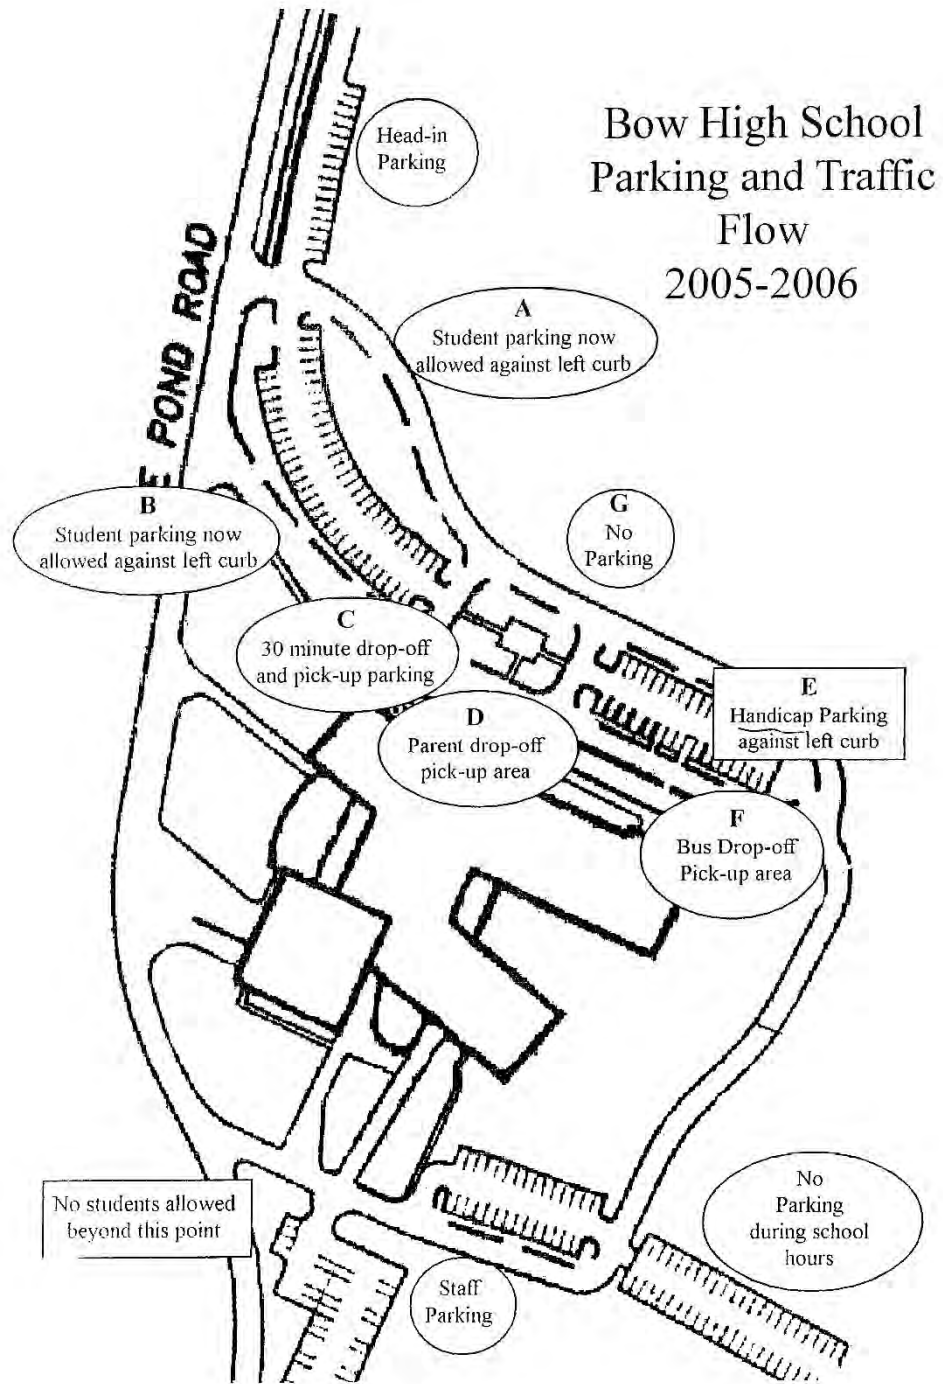 Bow High School
Parking and Traffic
Flow
2005-2006
Head-in
Parking
POND ROAD
A
Student parking now
allowed against left curb
B
Student parking now
allowed against left curb
G
No
Parking
C
30 minute drop-off
and pick-up parking
D
Parent drop-off
pick-up area
E
Handicap Parking
against left curb
F
Bus Drop-off
Pick-up area
No students allowed
beyond this point
No
Parking
during school
hours
Staff
Parking